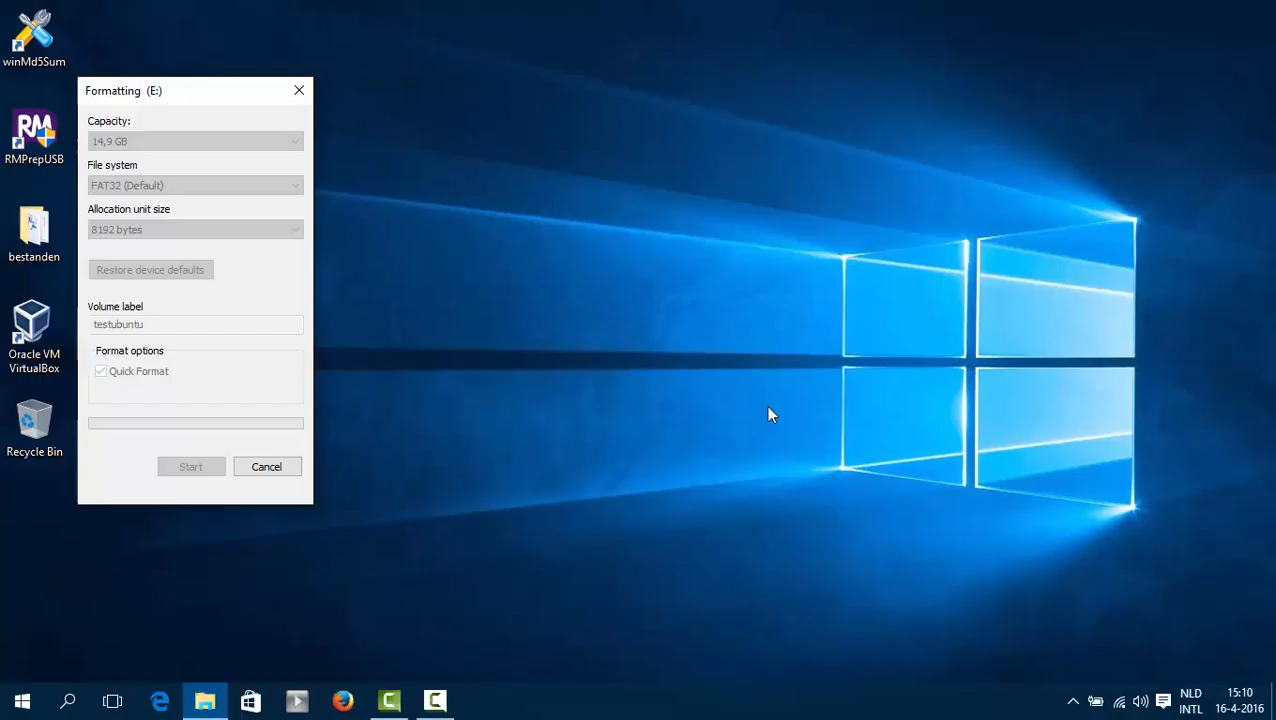 winMd5Sum
RM
RMPrepUSB
bestanden
Oracle VM
VirtualBox
Recycle Bin
Formatting (E:)
Capacity:
14,9 GB
File system
FAT32 (Default)
Allocation unit size
8192 bytes
Restore device defaults
Volume label
testubuntu
Format options
Quick Format
Start
Cancel
NLD
INTL
15:10
16-4-2016